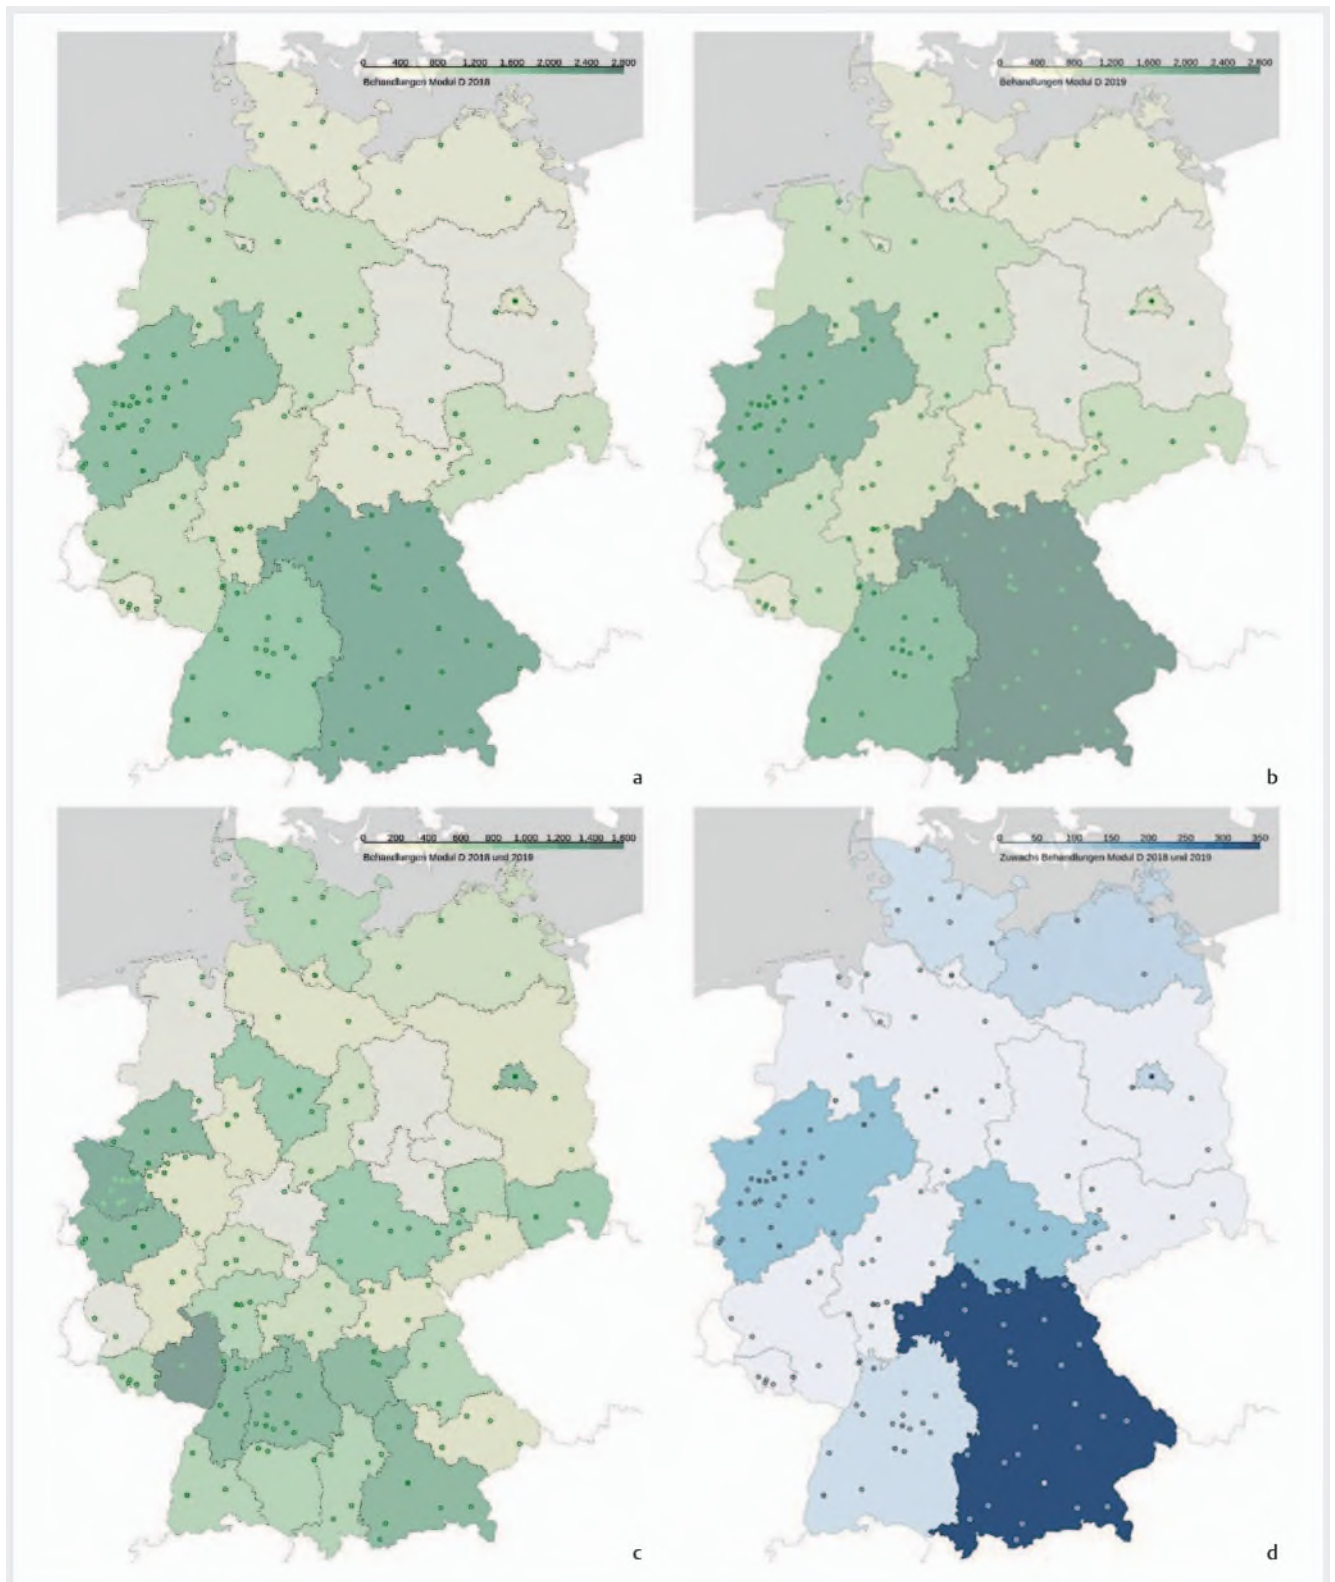 0 400 800 1,200 1,600 2,000 2,400 2,800
Behandlungen Modul D 2018
a
0 400 800 1,200 1,600 2,000 2,400 2,800
Behandlungen Modul D 2019
b
0 200 400 600 800 1,000 1,200 1,400 1,600
Behandlungen Modul D 2018 und 2019
c
0 50 100 150 200 250 300 350
Zuwachs Behandlungen Modul D 2018 und 2019
d